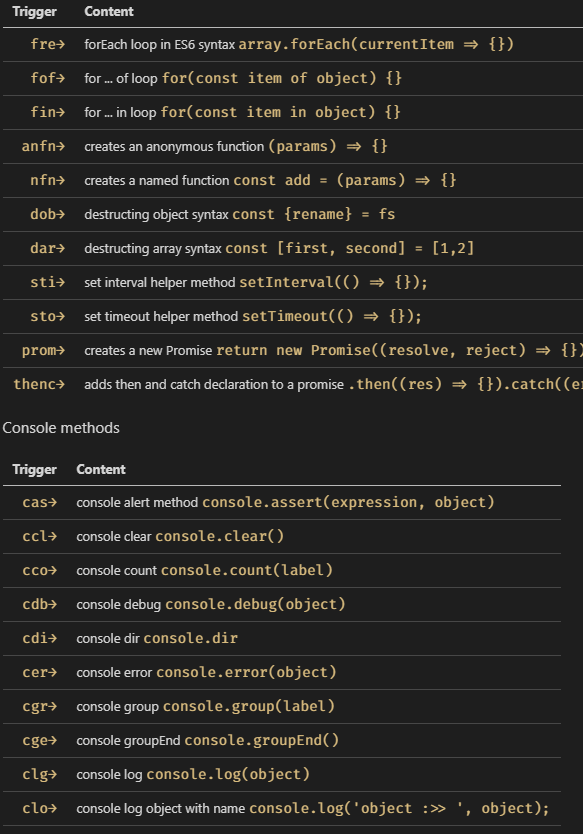 Trigger Content
fre→ forEach loop in ES6 syntax array.forEach(currentItem => {})
fof→ for ... of loop for(const item of object) {}
fin→ for ... in loop for(const item in object) {}
anfn→ creates an anonymous function (params) => {}
nfn→ creates a named function const add = (params) => {}
dob→ destructing object syntax const {rename} = fs
dar→ destructing array syntax const [first, second] = [1,2]
sti→ set interval helper method setInterval(() => {});
sto→ set timeout helper method setTimeout(() => {});
prom→ creates a new Promise return new Promise((resolve, reject) => {})
thenc→ adds then and catch declaration to a promise .then((res) => {}).catch((er
Console methods
Trigger Content
cas→ console alert method console.assert(expression, object)
ccl→ console clear console.clear()
cco→ console count console.count(label)
cdb→ console debug console.debug(object)
cdi→ console dir console.dir
cer→ console error console.error(object)
cgr→ console group console.group(label)
cge→ console groupEnd console.groupEnd()
clg→ console log console.log(object)
clo→ console log object with name console.log('object :>> ', object);